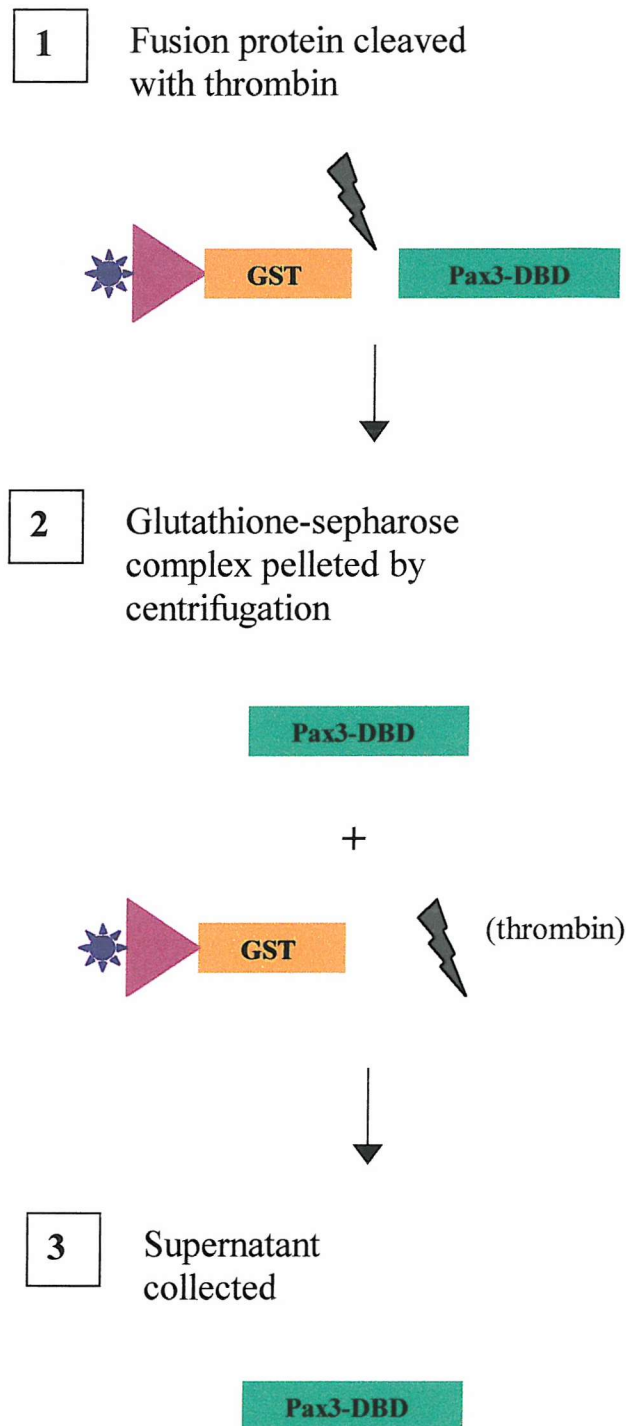 1
Fusion protein cleaved
with thrombin
GST
Pax3-DBD
2
Glutathione-sepharose
complex pelleted by
centrifugation
Pax3-DBD
+
GST
(thrombin)
3
Supernatant
collected
Pax3-DBD